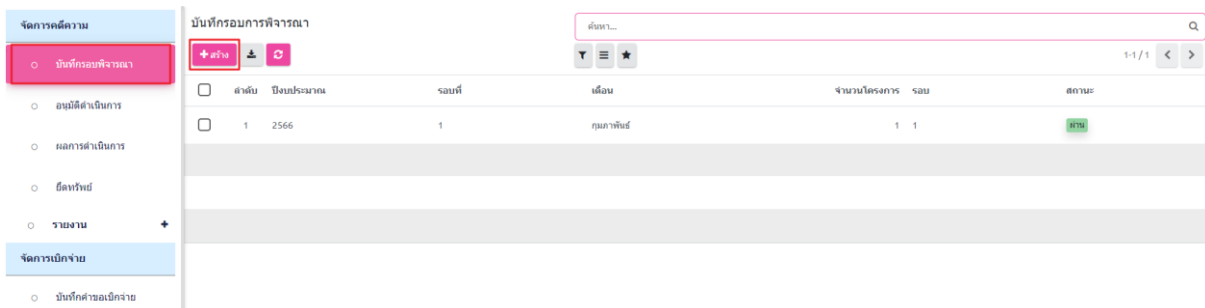 จัดการคดีความ
บันทึกรอบพิจารณา
อนุมัติดำเนินการ
ผลการดำเนินการ
ยึดทรัพย์
รายงาน +
จัดการเบิกจ่าย
บันทึกคำขอเบิกจ่าย
บันทึกรอบการพิจารณา
ค้นหา...
+ สร้าง
1-1 / 1
ลำดับ ปีงบประมาณ รอบที่ เดือน จำนวนโครงการ รอบ สถานะ
1 2566 1 กุมภาพันธ์ 1 1 ผ่าน